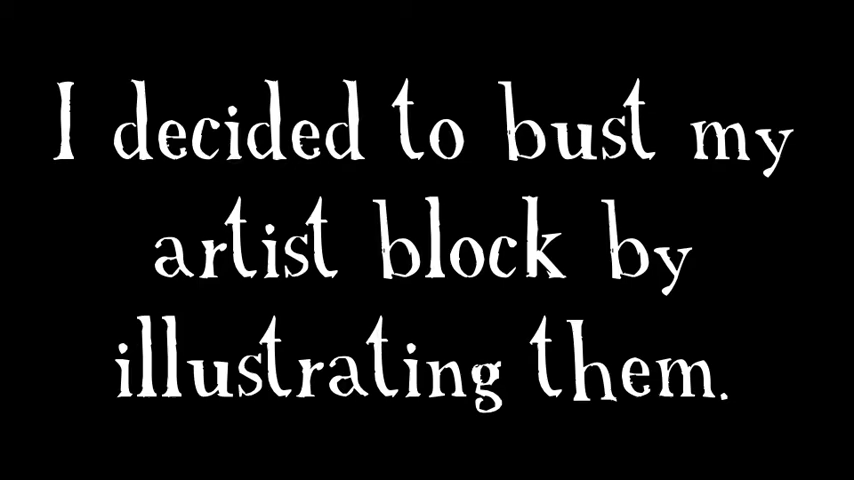 I decided to bust my
artist block by
illustrating them.